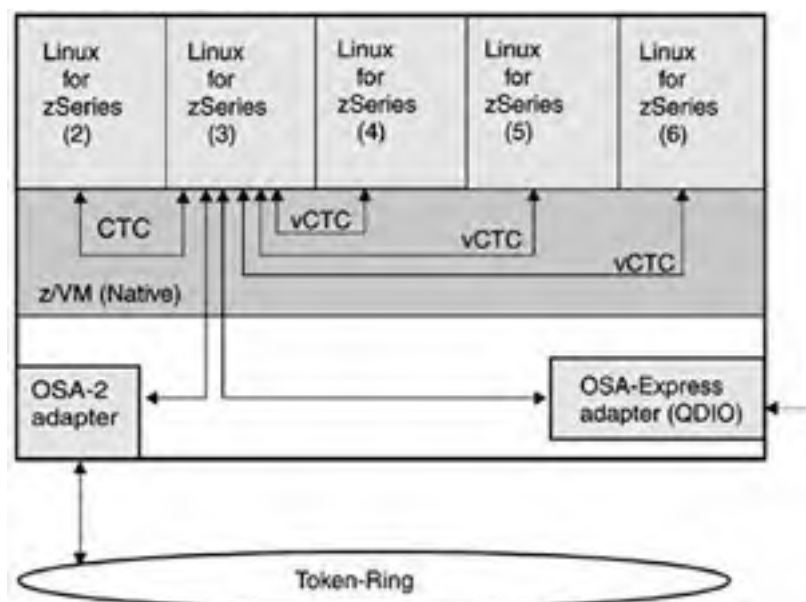 Linux
for
zSeries
(2)
Linux
for
zSeries
(3)
Linux
for
zSeries
(4)
Linux
for
zSeries
(5)
Linux
for
zSeries
(6)
CTC
vCTC
vCTC
vCTC
z/VM (Native)
OSA-2
adapter
OSA-Express
adapter (QDIO)
Token-Ring